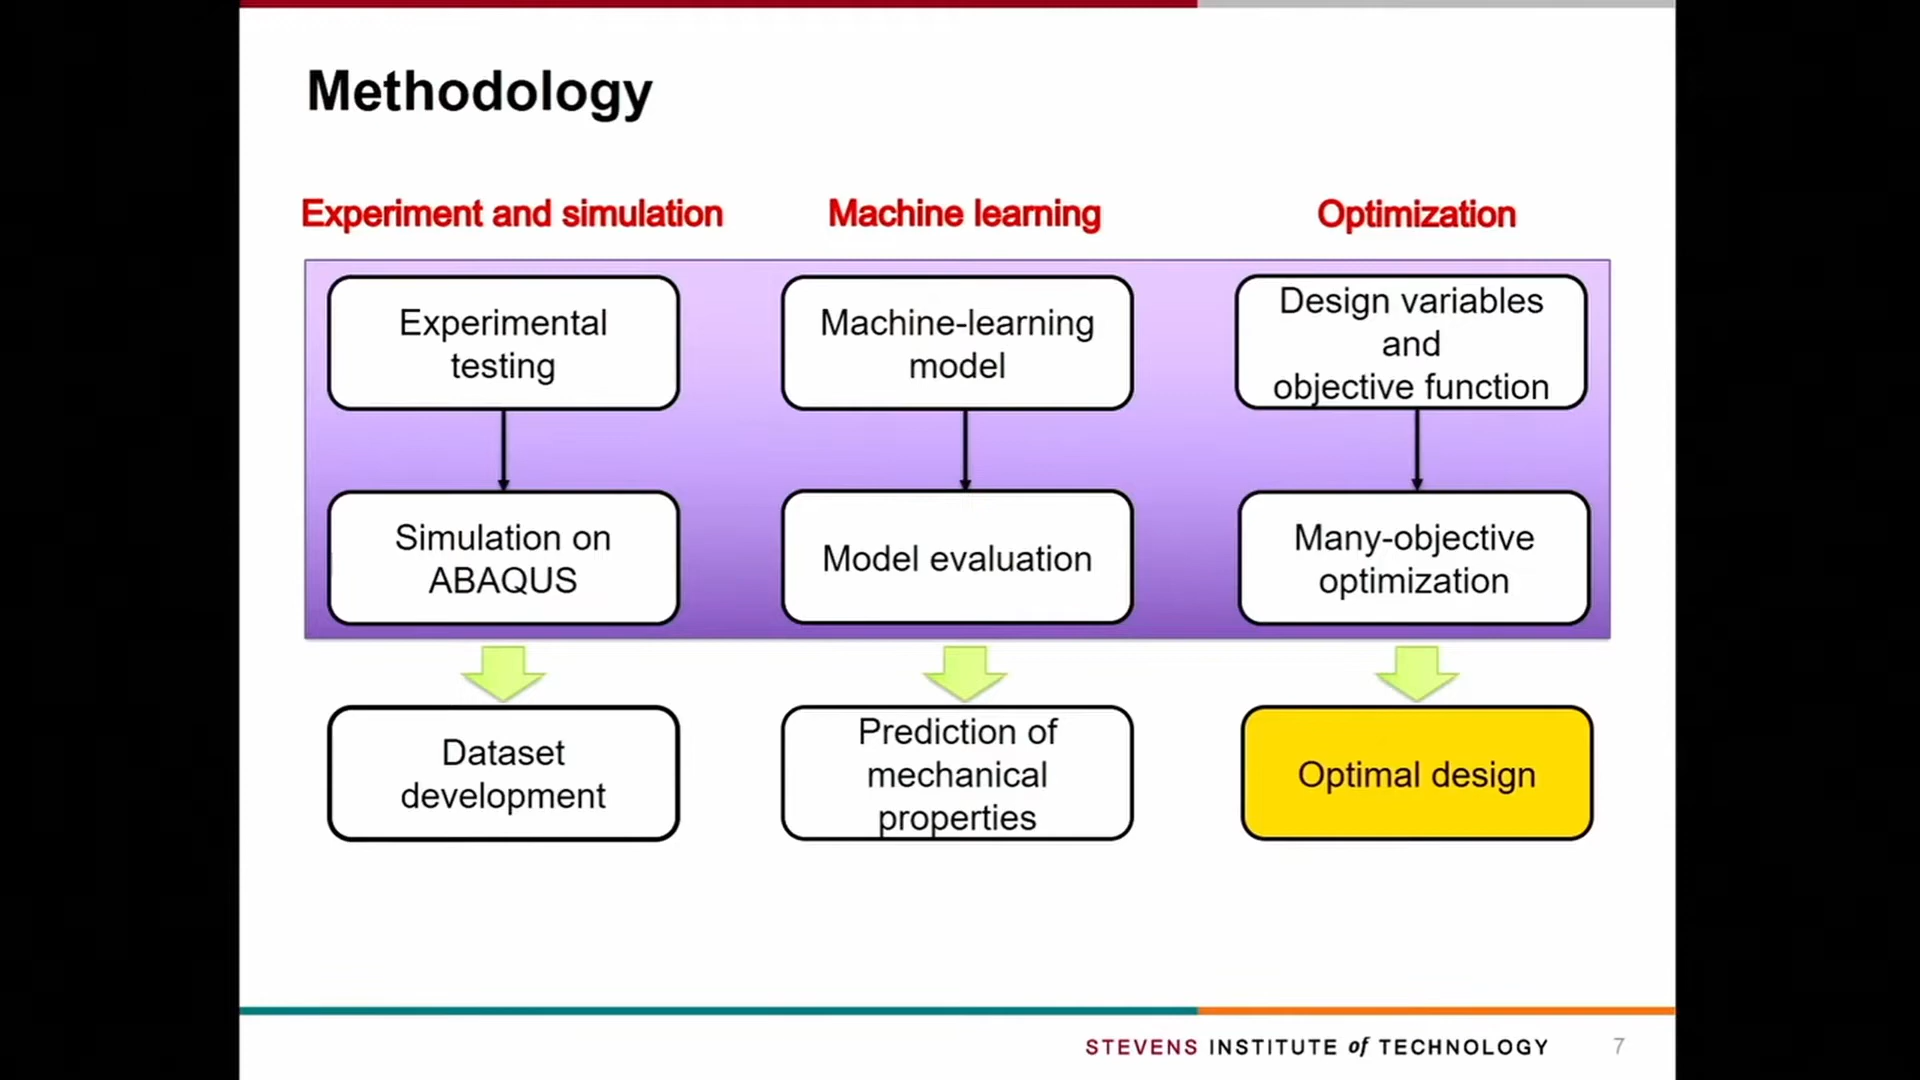 Methodology
Experiment and simulation
Machine learning
Optimization
Experimental
testing
Machine-learning
model
Design variables
and
objective function
Simulation on
ABAQUS
Model evaluation
Many-objective
optimization
Dataset
development
Prediction of
mechanical
properties
Optimal design
STEVENS INSTITUTE of TECHNOLOGY
7